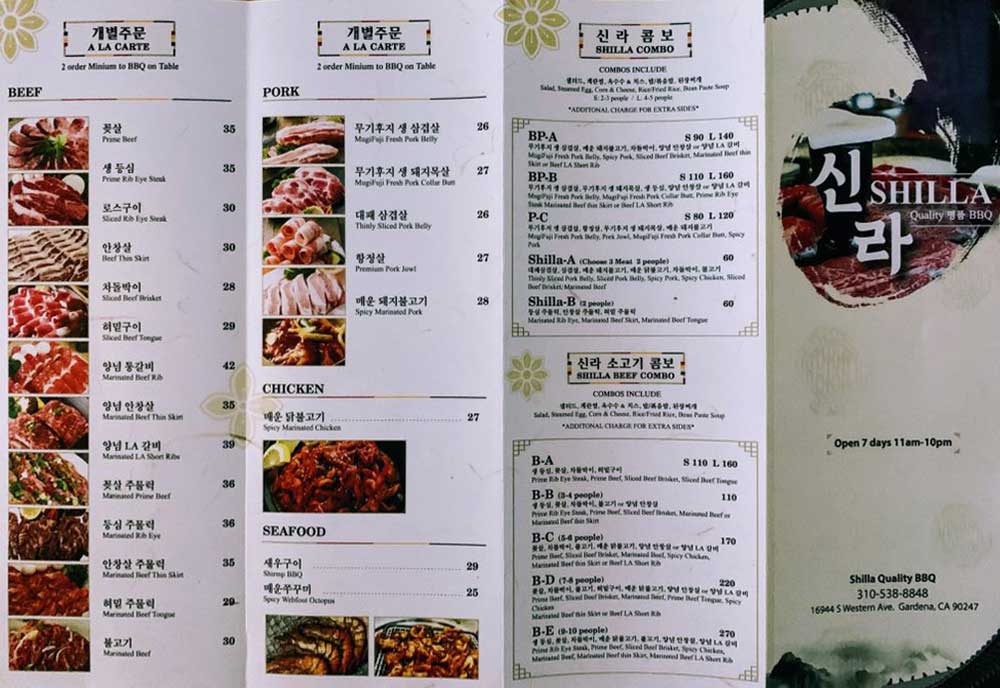 개별주문
A LA CARTE
2 order Minium to BBQ on Table
BEEF
꽃살 35
Prime Beef
생 등심 35
Prime Rib Eye Steak
로스구이 30
Sliced Rib Eye Steak
안창살 30
Beef Thin Skirt
차돌박이 28
Sliced Beef Brisket
혀밑구이 29
Sliced Beef Tongue
양념 통갈비 42
Marinated Beef Rib
양념 안창살 35
Marinated Beef Thin Skirt
양념 LA 갈비 39
Marinated LA Short Ribs
꽃살 주물럭 36
Marinated Prime Beef
등심 주물럭 36
Marinated Rib Eye
안창살 주물럭 35
Marinated Beef Thin Skirt
혀밑 주물럭 29
Marinated Beef Tongue
불고기 30
Marinated Beef
개별주문
A LA CARTE
2 order Minium to BBQ on Table
PORK
무기후지 생 삼겹살 26
MugiFuji Fresh Pork Belly
무기후지 생 돼지목살 27
MugiFuji Fresh Pork Collar Butt
대패 삼겹살 26
Thinly Sliced Pork Belly
항정살 27
Premium Pork Jowl
매운 돼지불고기 28
Spicy Marinated Pork
CHICKEN
매운 닭불고기 27
Spicy Marinated Chicken
SEAFOOD
새우구이 29
Shrimp BBQ
매운쭈꾸미 25
Spicy Webfoot Octopus
신 라 콤 보
SHILLA COMBO
COMBOS INCLUDE
샐러드, 계란찜, 옥수수 & 치스, 밥/볶음밥, 된장찌개
Salad, Steamed Egg, Corn & Cheese, Rice/Fried Rice, Bean Paste Soup
S: 2-3 people / L: 4-5 people
*ADDITONAL CHARGE FOR EXTRA SIDES*
BP-A S 90 L 140
무기후지 생 삼겹살, 매운 돼지불고기, 차돌박이, 양념 안창살 or 양념 LA 갈비
MugiFuji Fresh Pork Belly, Spicy Pork, Sliced Beef Brisket, Marinated Beef thin
Skirt or Beef LA Short Rib
BP-B S 110 L 160
무기후지 생 삼겹살, 무기후지 생 돼지목살, 생 등심, 양념 안창살 or 양념 LA 갈비
MugiFuji Fresh Pork Belly, MugiFuji Fresh Pork Collar Butt, Prime Rib Eye
Steak Marinated Beef thin Skirt or Beef LA Short Rib
P-C S 80 L 120
무기후지 생 삼겹살, 항정살, 무기후지 생 돼지목살, 매운 돼지불고기
MugiFuji Fresh Pork Belly, Pork Jowl, MugiFuji Fresh Pork Collar Butt, Spicy
Pork
Shilla-A (Choose 3 Meat 2 people) 60
대패삼겹살, 삼겹살, 매운 돼지불고기, 매운 닭불고기, 차돌박이, 불고기
Thinly Sliced Pork Belly, Sliced Pork Belly, Spicy Pork, Spicy Chicken, Sliced
Beef Brisket, Marinated Beef
Shilla-B (2 people) 60
등심 주물럭, 안창살 주물럭, 혀밑 주물럭
Marinated Rib Eye, Marinated Beef Skirt, Marinated Beef Tongue
신라 소고기 콤보
SHILLA BEEF COMBO
COMBOS INCLUDE
샐러드, 계란찜, 옥수수 & 치스, 밥/볶음밥, 된장찌개
Salad, Steamed Egg, Corn & Cheese, Rice/Fried Rice, Bean Paste Soup
*ADDITONAL CHARGE FOR EXTRA SIDES*
B-A S 110 L 160
생 등심, 꽃살, 차돌박이, 혀밑구이
Prime Rib Eye Steak, Prime Beef, Sliced Beef Brisket, Sliced Beef Tongue
B-B (3-4 people) 110
생 등심, 꽃살, 차돌박이, 불고기 or 양념 안창살
Prime Rib Eye Steak, Prime Beef, Sliced Beef Brisket, Marinated Beef or
Marinated Beef thin Skirt
B-C (5-6 people) 170
꽃살, 차돌박이, 불고기, 매운 닭불고기, 양념 안창살 or 양념 LA 갈비
Prime Beef, Sliced Beef Brisket, Marinated Beef, Spicy Chicken,
Marinated Beef thin Skirt or Beef LA Short Rib
B-D (7-8 people) 220
꽃살, 차돌박이, 불고기, 혀밑구이, 매운 닭불고기, 양념 안창살 or 양념 LA 갈비
Prime Beef, Sliced Beef Brisket, Marinated Beef, Prime Beef Tongue, Spicy
Chicken
Marinated Beef thin Skirt or Beef LA Short Rib
B-E (9-10 people) 270
생 등심, 꽃살, 차돌박이, 매운 닭불고기, 불고기, 양념 안창살, 양념 LA 갈비
Prime Rib Eye Steak, Prime Beef, Sliced Beef Brisket, Spicy Chicken,
Marinated Beef, Marinated Beef thin Skirt, Marinated Beef LA Short Rib
신라
SHILLA
Quality 명품 BBQ
Open 7 days 11am-10pm
Shilla Quality BBQ
310-538-8848
16944 S Western Ave. Gardena, CA 90247